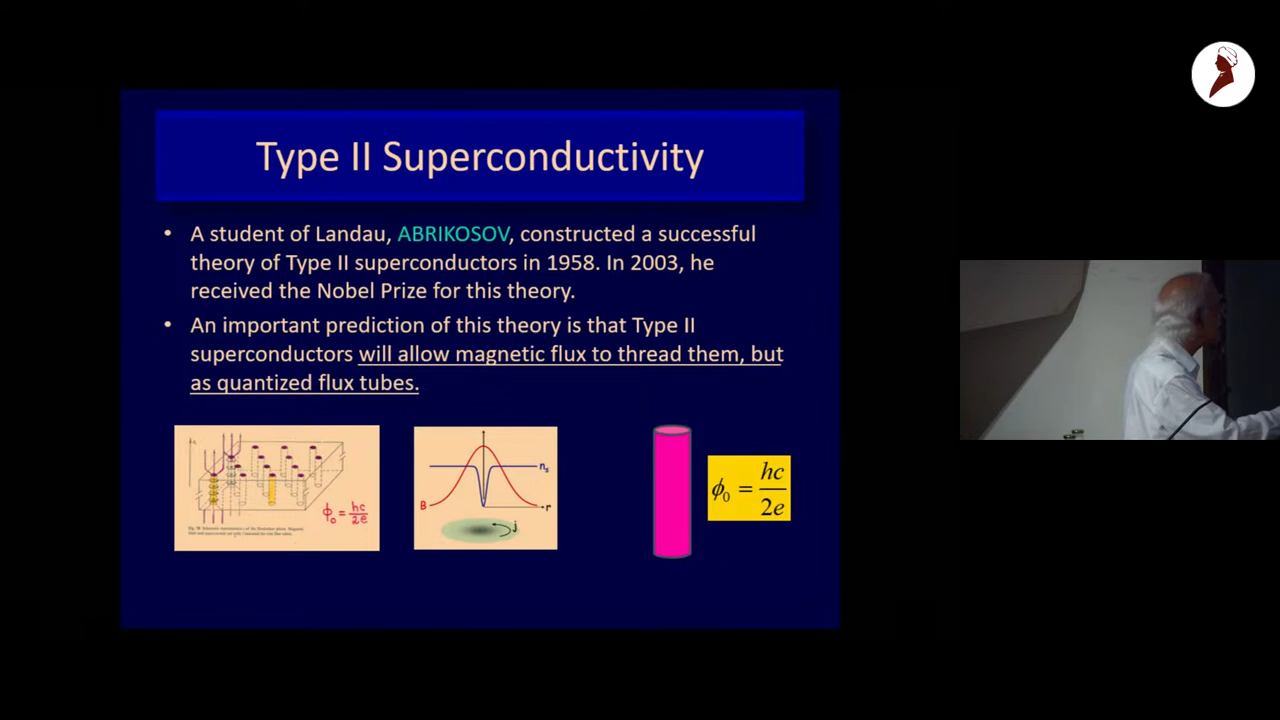 Type II Superconductivity
• A student of Landau, ABRIKOSOV, constructed a successful
theory of Type II superconductors in 1958. In 2003, he
received the Nobel Prize for this theory.
• An important prediction of this theory is that Type II
superconductors will allow magnetic flux to thread them, but
as quantized flux tubes.
ϕ₀ = hc/2e
B
nₛ
r
j
ϕ₀ = hc/2e